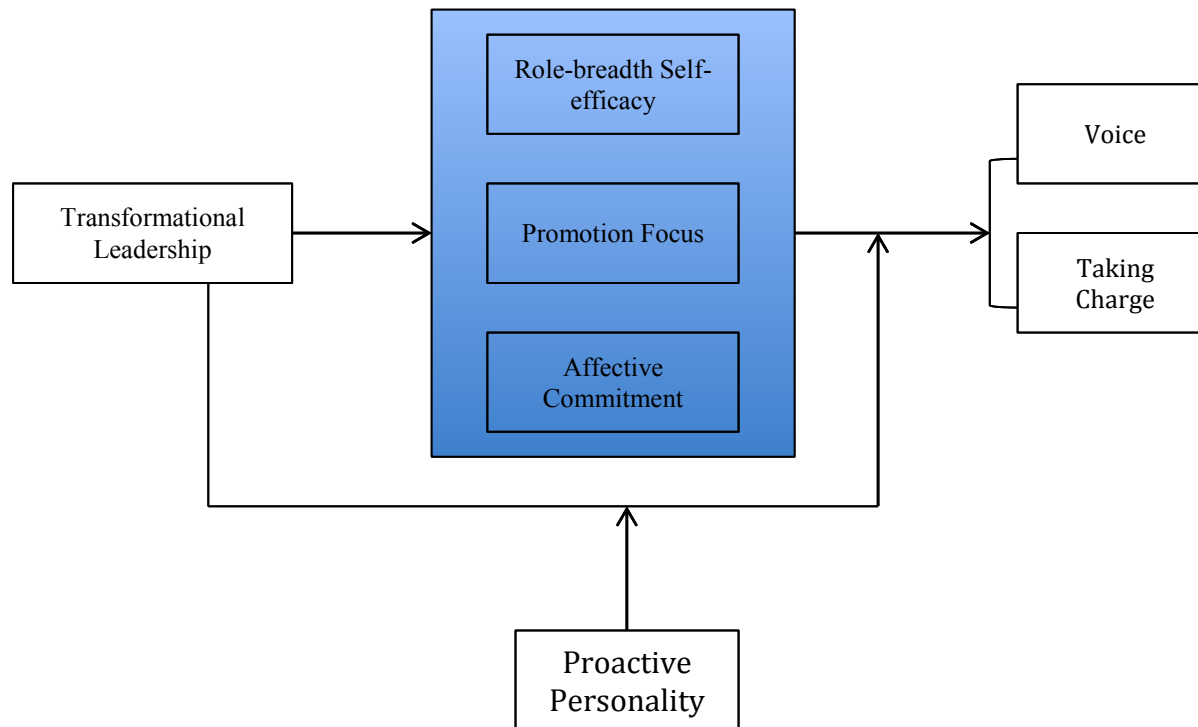 Role-breadth Self-
efficacy
Voice
Transformational
Leadership
Promotion Focus
Taking
Charge
Affective
Commitment
Proactive
Personality